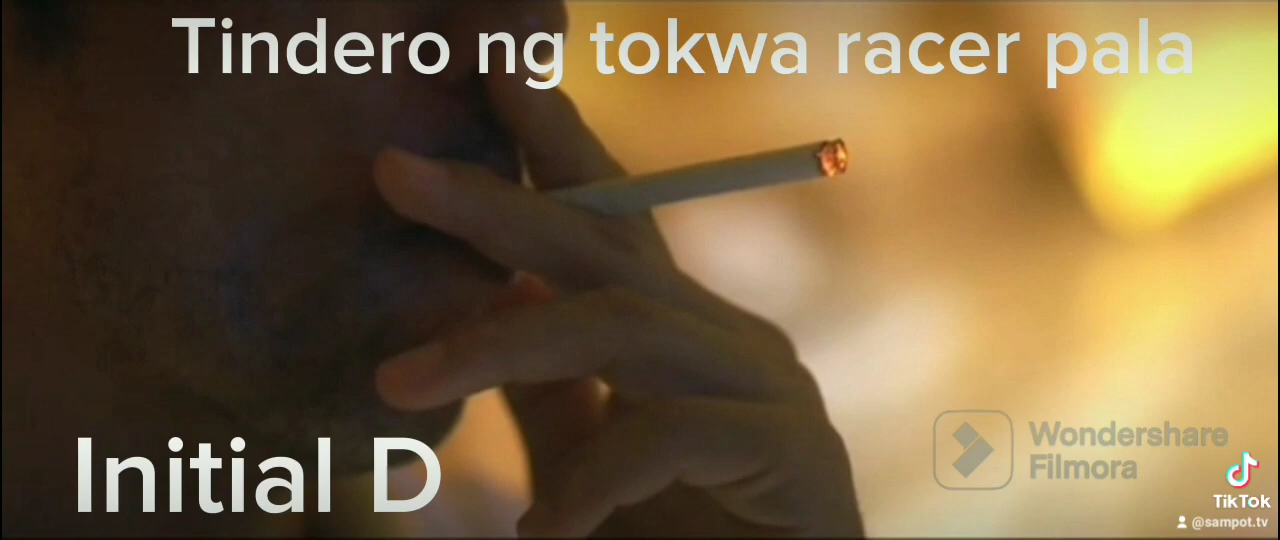 Tindero ng tokwa racer pala
Initial D
Wondershare
Filmora
TikTok
@sampot.tv